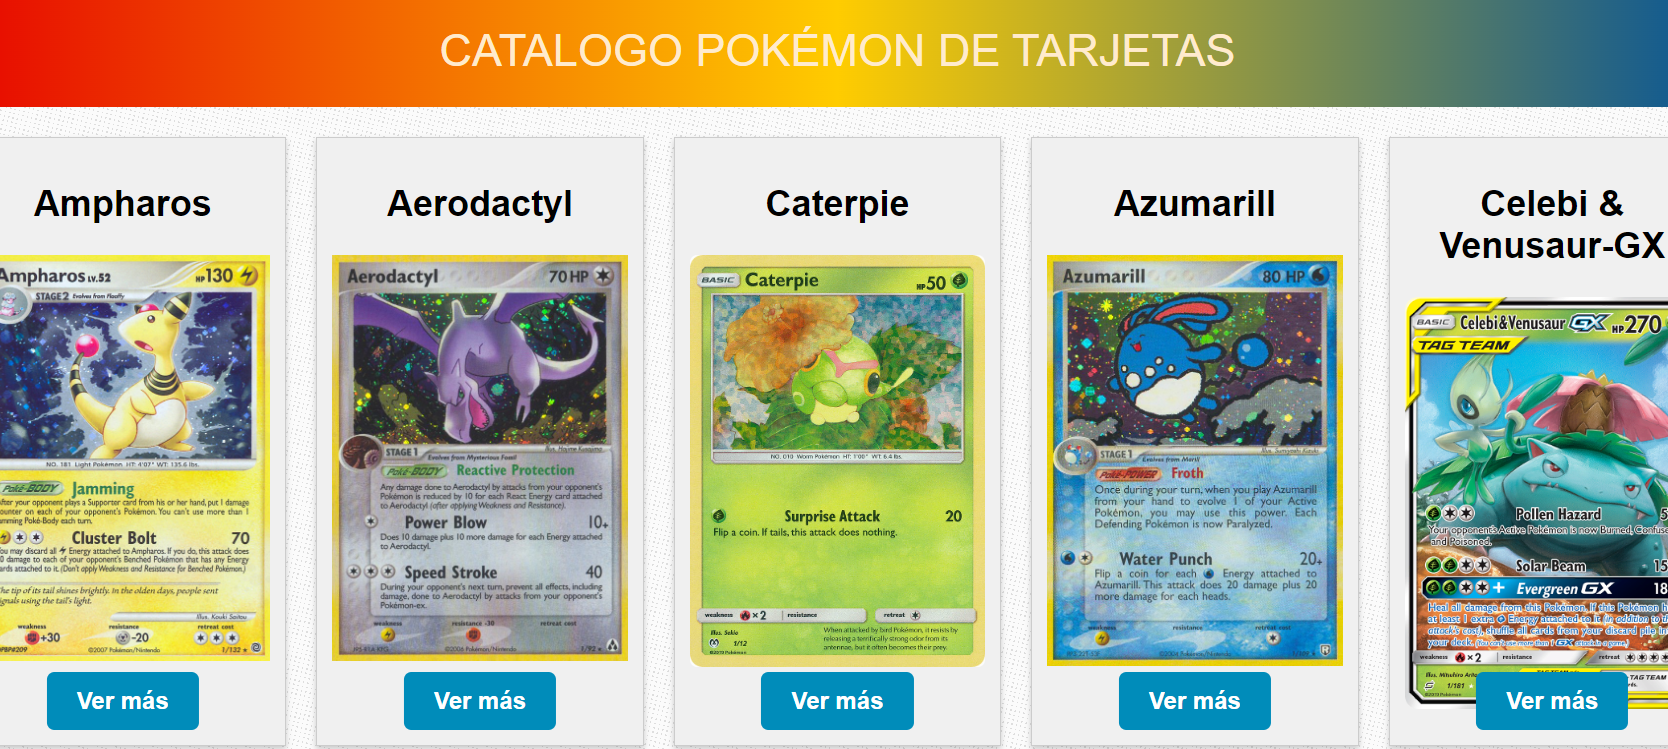 CATALOGO POKÉMON DE TARJETAS
Ampharos
Ampharos LV.52
HP 130
STAGE 2 Evolves from Flaaffy
NO. 181 Light Pokémon HT: 4'07" WT: 135.6 lbs.
Poké-BODY Jamming
After your opponent plays a Supporter card from his or her hand, put 1 damage
counter on each of your opponent's Pokémon. You can't use more than 1
Jamming Poké-Body each turn.
Cluster Bolt 70
You may discard all Energy attached to Ampharos. If you do, this attack does
damage to each of your opponent's Benched Pokémon that has any Energy
cards attached to it. (Don't apply Weakness and Resistance for Benched Pokémon.)
The tip of its tail shines brightly. In the olden days, people sent
signals using the tail's light.
Illus. Kouki Saitou
weakness resistance retreat cost
+30 -20
©2007 Pokémon/Nintendo
Ver más
Aerodactyl
Aerodactyl 70 HP
Illus. Hajime Kusajima
STAGE 1 Evolves from Mysterious Fossil
Poké-BODY Reactive Protection
Any damage done to Aerodactyl by attacks from your opponent's
Pokémon is reduced by 10 for each React Energy card attached
to Aerodactyl (after applying Weakness and Resistance).
Power Blow 10+
Does 10 damage plus 10 more damage for each Energy attached
to Aerodactyl.
Speed Stroke 40
During your opponent's next turn, prevent all effects, including
damage, done to Aerodactyl by attacks from your opponent's
Pokémon-ex.
weakness resistance -30 retreat cost
©2006 Pokémon/Nintendo
Ver más
Caterpie
BASIC Caterpie HP 50
NO. 010 Worm Pokémon HT: 1'00" WT: 6.4 lbs.
Surprise Attack 20
Flip a coin. If tails, this attack does nothing.
weakness ×2 resistance retreat
Illus. Sekio
1/12
When attacked by bird Pokémon, it resists by
releasing a terrifically strong odor from its
antennae, but it often becomes their prey.
Ver más
Azumarill
Azumarill 80 HP
Illus. Sumiyoshi Kizuki
STAGE 1 Evolves from Marill
Poké-POWER Froth
Once during your turn, when you play Azumarill
from your hand to evolve 1 of your Active
Pokémon, you may use this power. Each
Defending Pokémon is now Paralyzed.
Water Punch 20+
Flip a coin for each Energy attached to
Azumarill. This attack does 20 damage plus 20
more damage for each heads.
weakness resistance retreat cost
©2004 Pokémon/Nintendo
Ver más
Celebi &
Venusaur-GX
BASIC Celebi&Venusaur GX HP 270
TAG TEAM
Pollen Hazard
Your opponent's Active Pokémon is now Burned, Confused
and Poisoned.
Solar Beam 15
Evergreen GX 18
Heal all damage from this Pokémon. If this Pokémon h
at least 1 extra Energy attached to it (in addition to th
attack's cost), shuffle all cards from your discard pile in
your deck.
weakness ×2 resistance retreat
1/181
TAG TEAM
Ver más